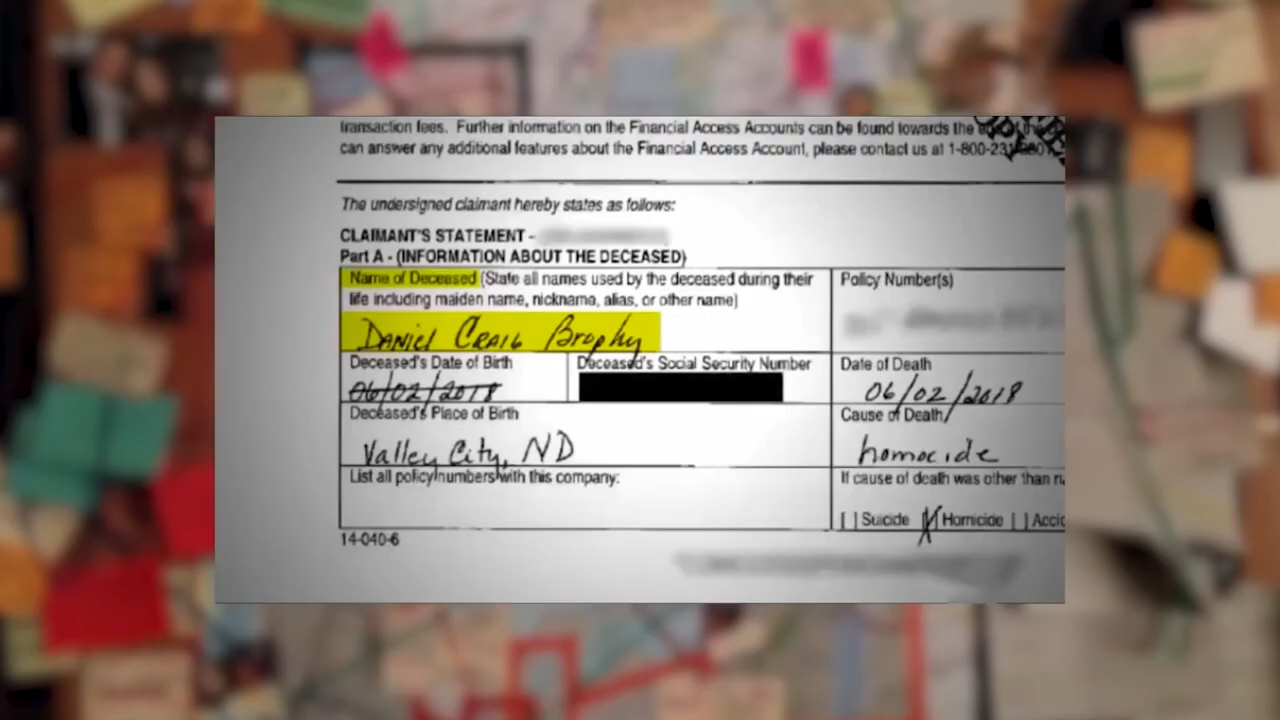 transaction fees. Further information on the Financial Access Accounts can be found towards the
can answer any additional features about the Financial Access Account, please contact us at 1-800-23
The undersigned claimant hereby states as follows:
CLAIMANT'S STATEMENT -
Part A - (INFORMATION ABOUT THE DECEASED)
Name of Deceased (State all names used by the deceased during their
life including maiden name, nickname, alias, or other name)
Policy Number(s)
Daniel Craig Brophy
Deceased's Date of Birth
Deceased's Social Security Number
Date of Death
06/02/2018
06/02/2018
Deceased's Place of Birth
Cause of Death
Valley City, ND
homocide
List all policy numbers with this company:
If cause of death was other than
[ ] Suicide [X] Homicide [ ] Acci
14-040-6